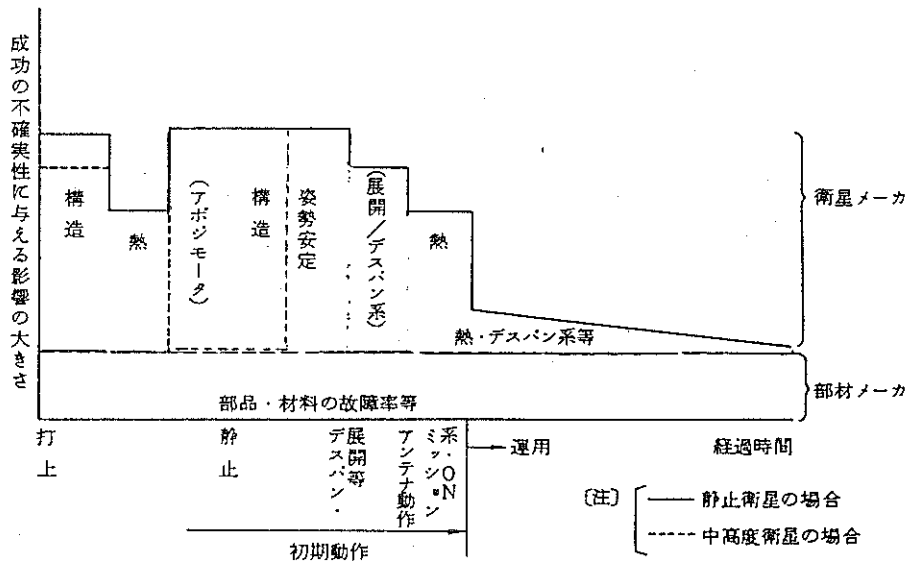 成功の不確実性に与える影響の大きさ
構造
熱
(アポジモータ)
構造
姿勢安定
(展開/デスパン系)
熱
熱・デスパン系等
衛星メーカ
部材メーカ
部品・材料の故障率等
打上
静止
デスパン・
展開等
アンテナ動作
ミッション
系・ON
運用
経過時間
初期動作
〔注〕
静止衛星の場合
中高度衛星の場合